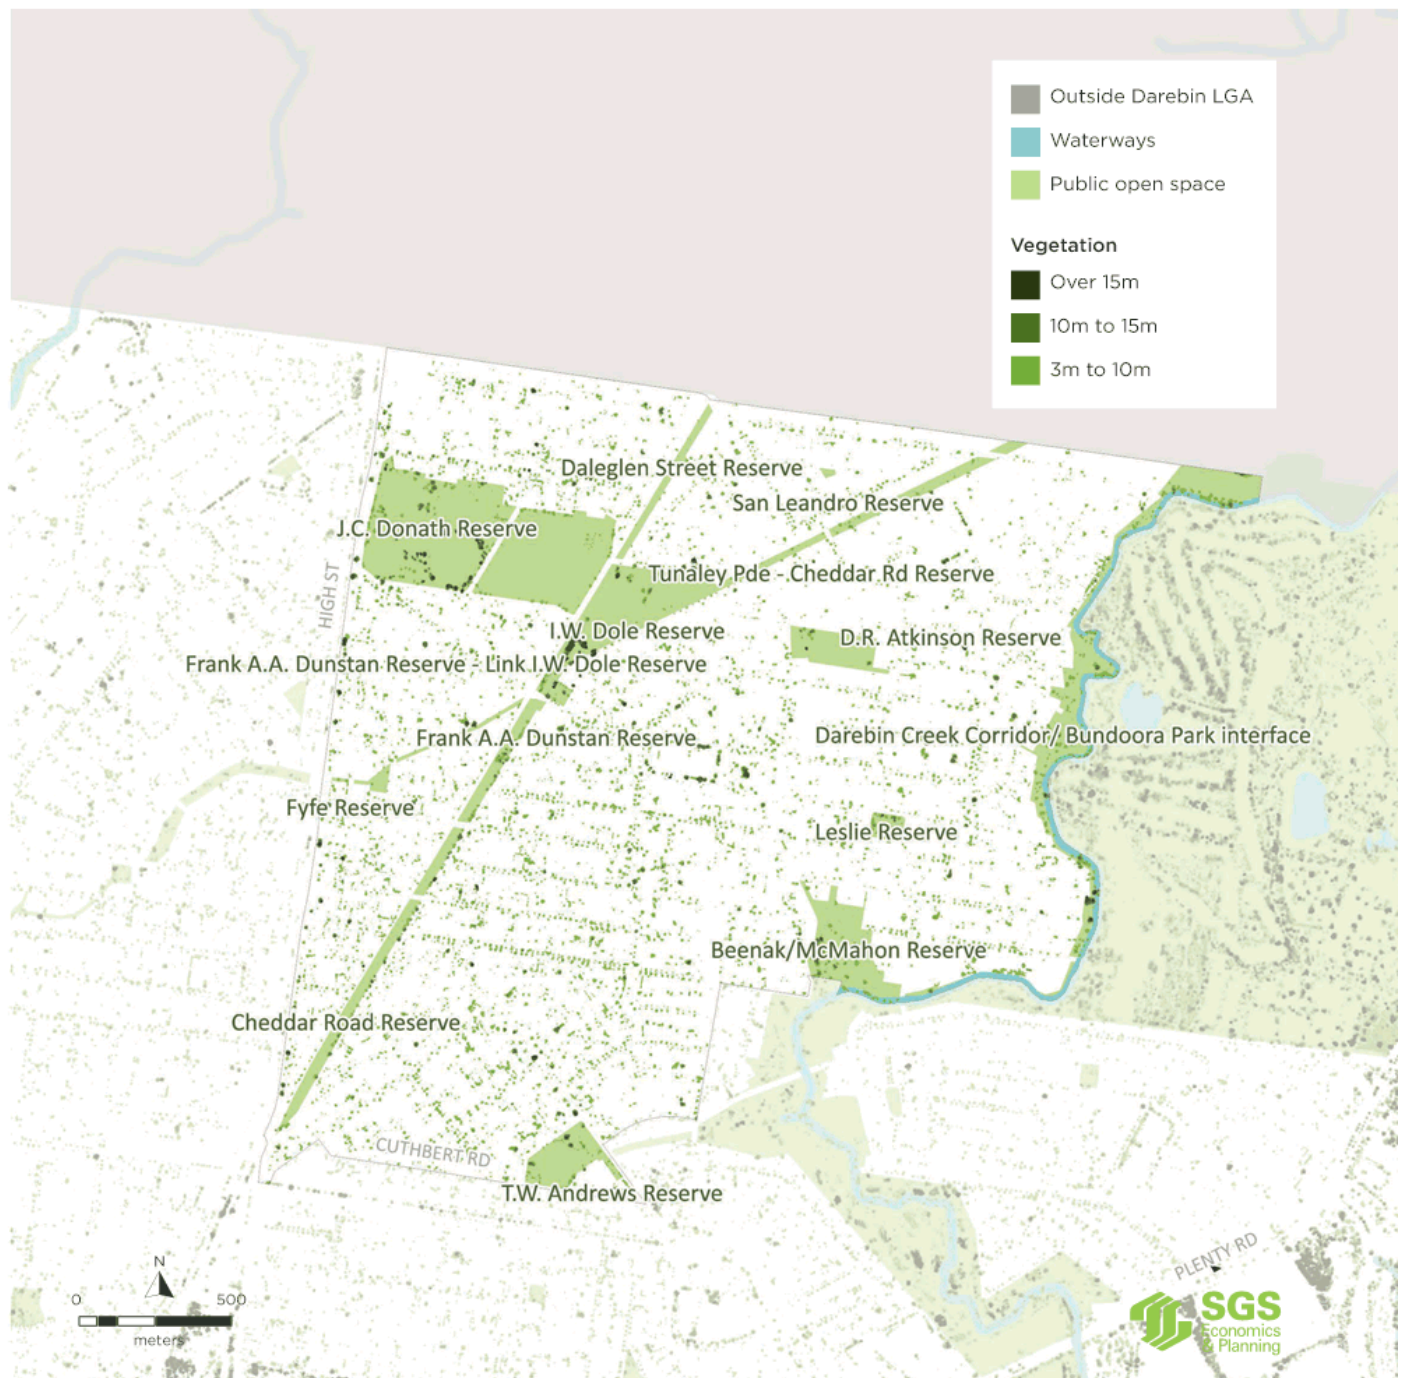 Outside Darebin LGA
Waterways
Public open space
Vegetation
Over 15m
10m to 15m
3m to 10m
Daleglen Street Reserve
San Leandro Reserve
J.C. Donath Reserve
HIGH ST
Tunaley Pde - Cheddar Rd Reserve
I.W. Dole Reserve
D.R. Atkinson Reserve
Frank A.A. Dunstan Reserve - Link I.W. Dole Reserve
Frank A.A. Dunstan Reserve
Darebin Creek Corridor/ Bundoora Park interface
Fyfe Reserve
Leslie Reserve
Beenak/McMahon Reserve
Cheddar Road Reserve
CUTHBERT RD
T.W. Andrews Reserve
PLENTY RD
N
0 500
meters
SGS
Economics
& Planning